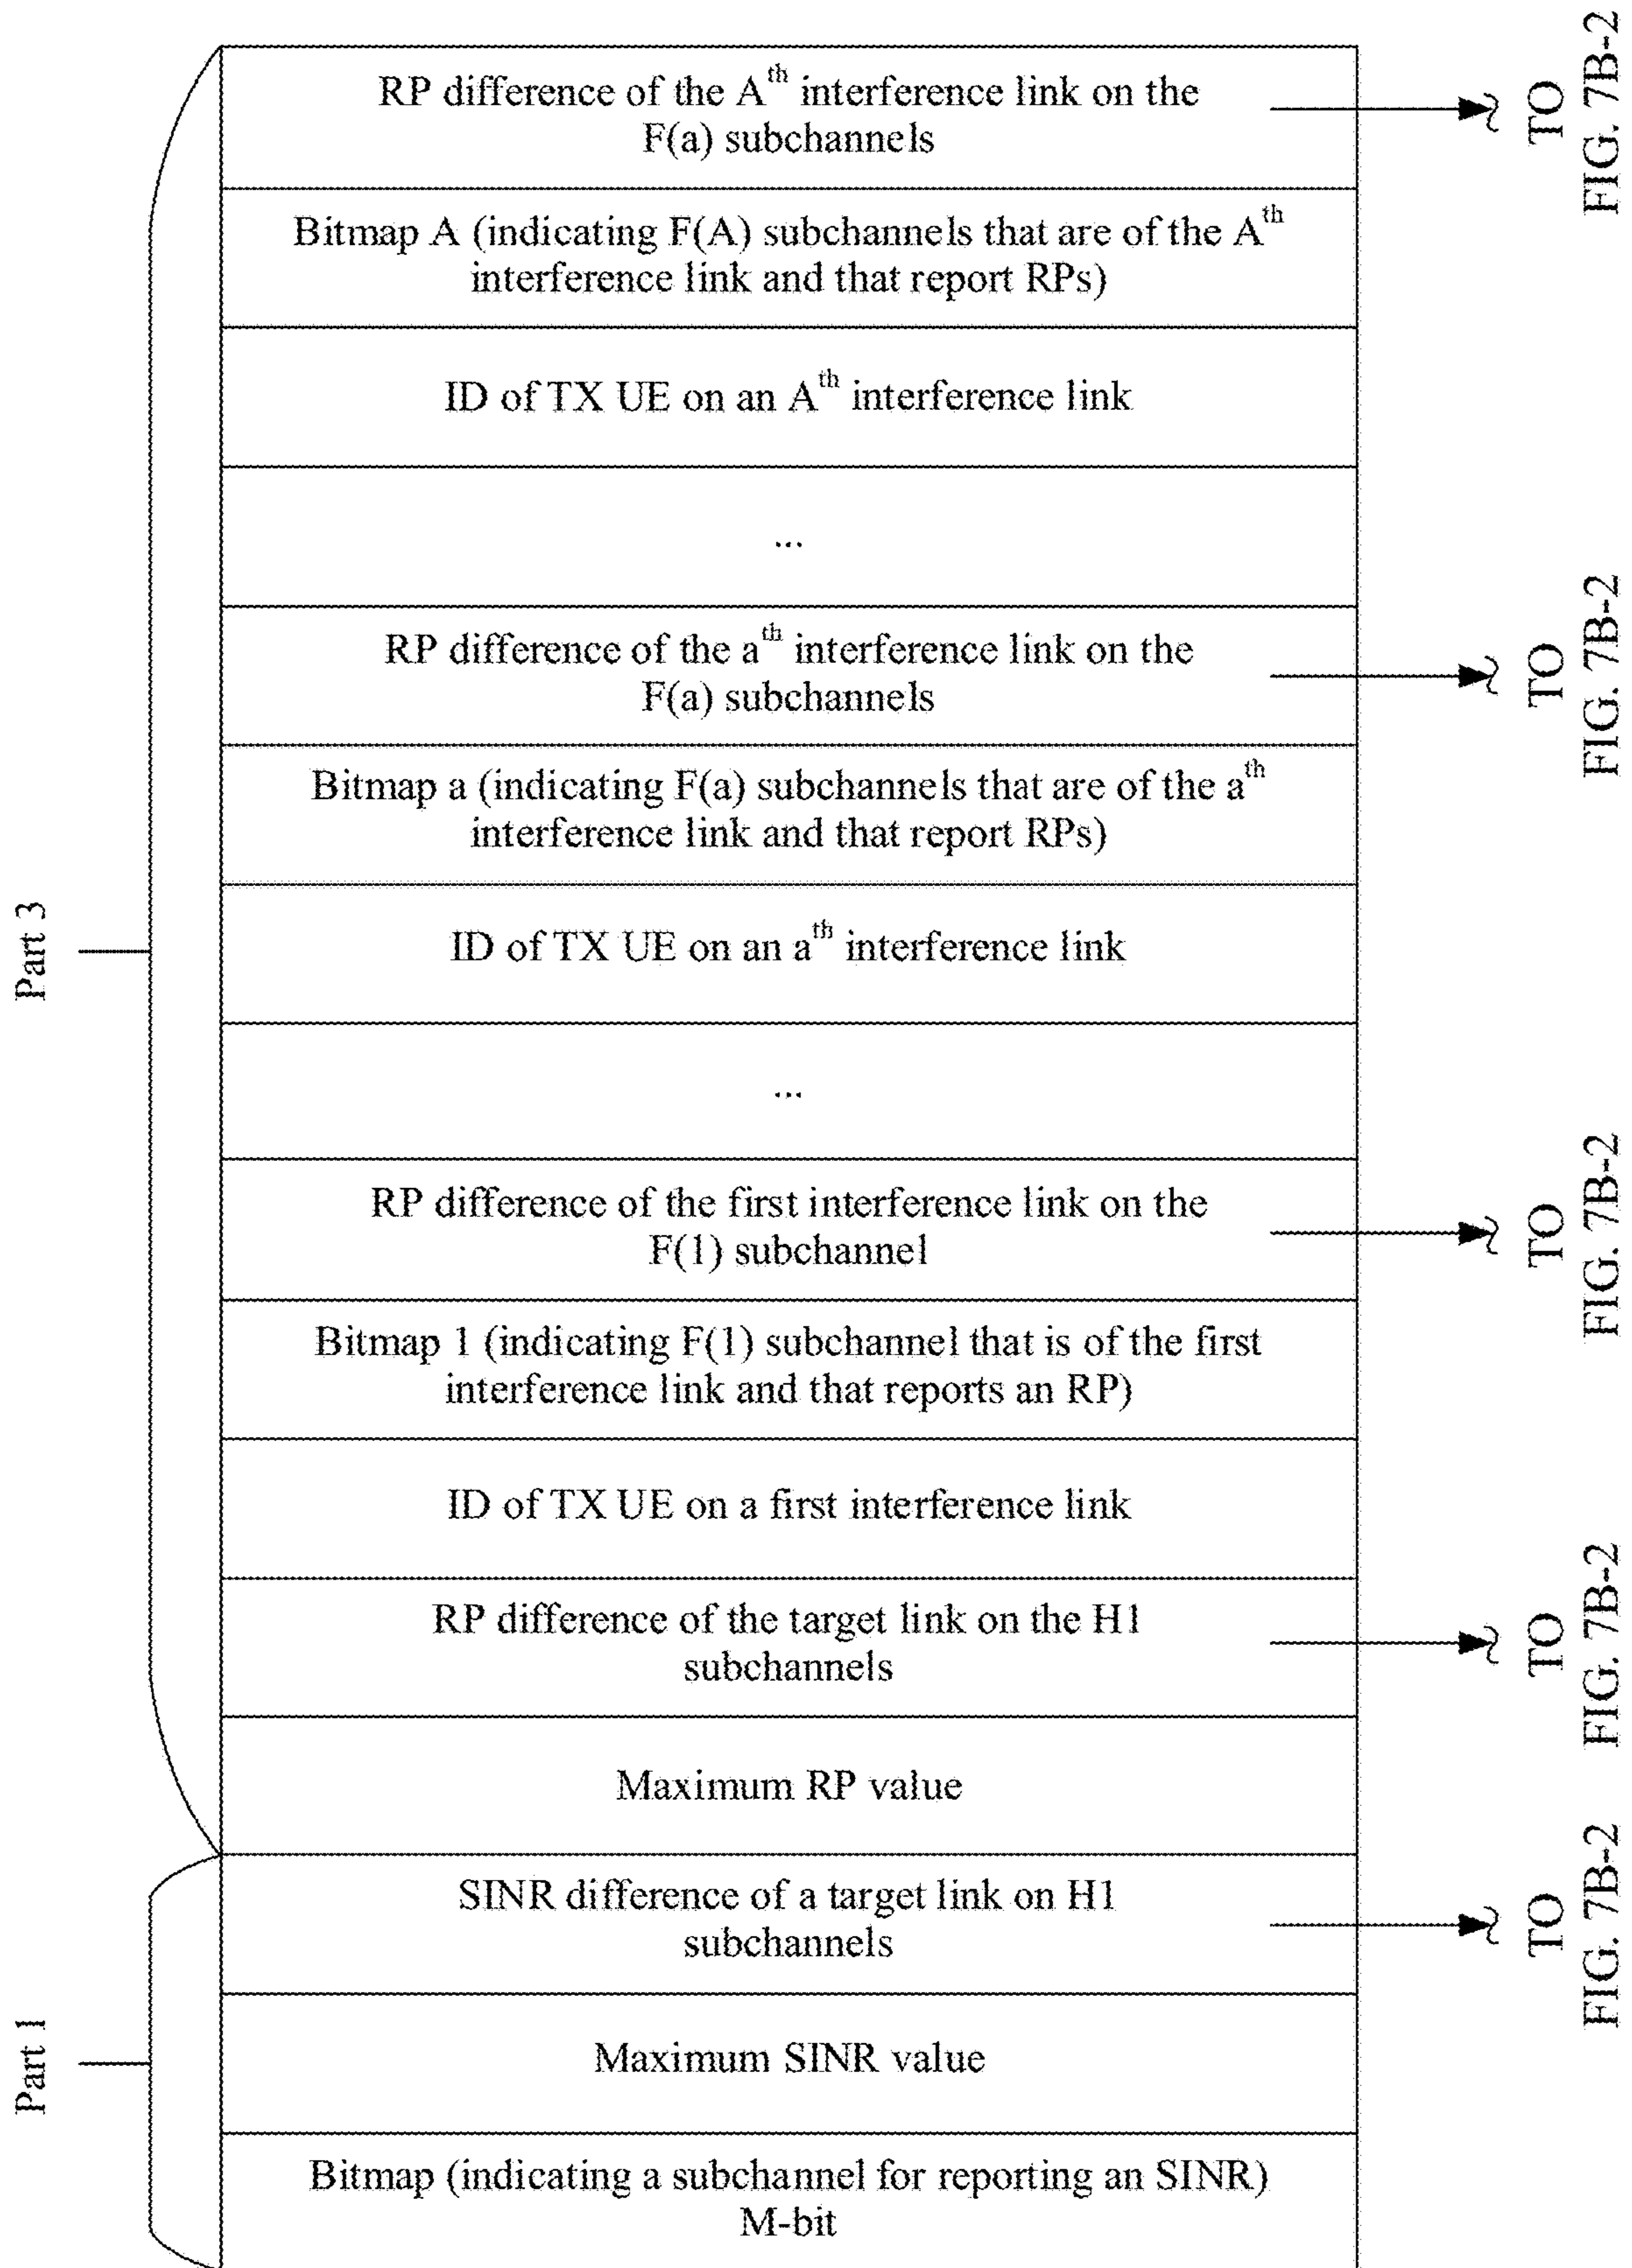 RP difference of the Ath interference link on the
F(a) subchannels
TO
FIG. 7B-2
Bitmap A (indicating F(A) subchannels that are of the Ath
interference link and that report RPs)
ID of TX UE on an Ath interference link
...
RP difference of the ath interference link on the
F(a) subchannels
TO
FIG. 7B-2
Bitmap a (indicating F(a) subchannels that are of the ath
interference link and that report RPs)
Part 3
ID of TX UE on an ath interference link
...
RP difference of the first interference link on the
F(1) subchannel
TO
FIG. 7B-2
Bitmap 1 (indicating F(1) subchannel that is of the first
interference link and that reports an RP)
ID of TX UE on a first interference link
RP difference of the target link on the H1
subchannels
TO
FIG. 7B-2
Maximum RP value
SINR difference of a target link on H1
subchannels
TO
FIG. 7B-2
Part 1
Maximum SINR value
Bitmap (indicating a subchannel for reporting an SINR)
M-bit